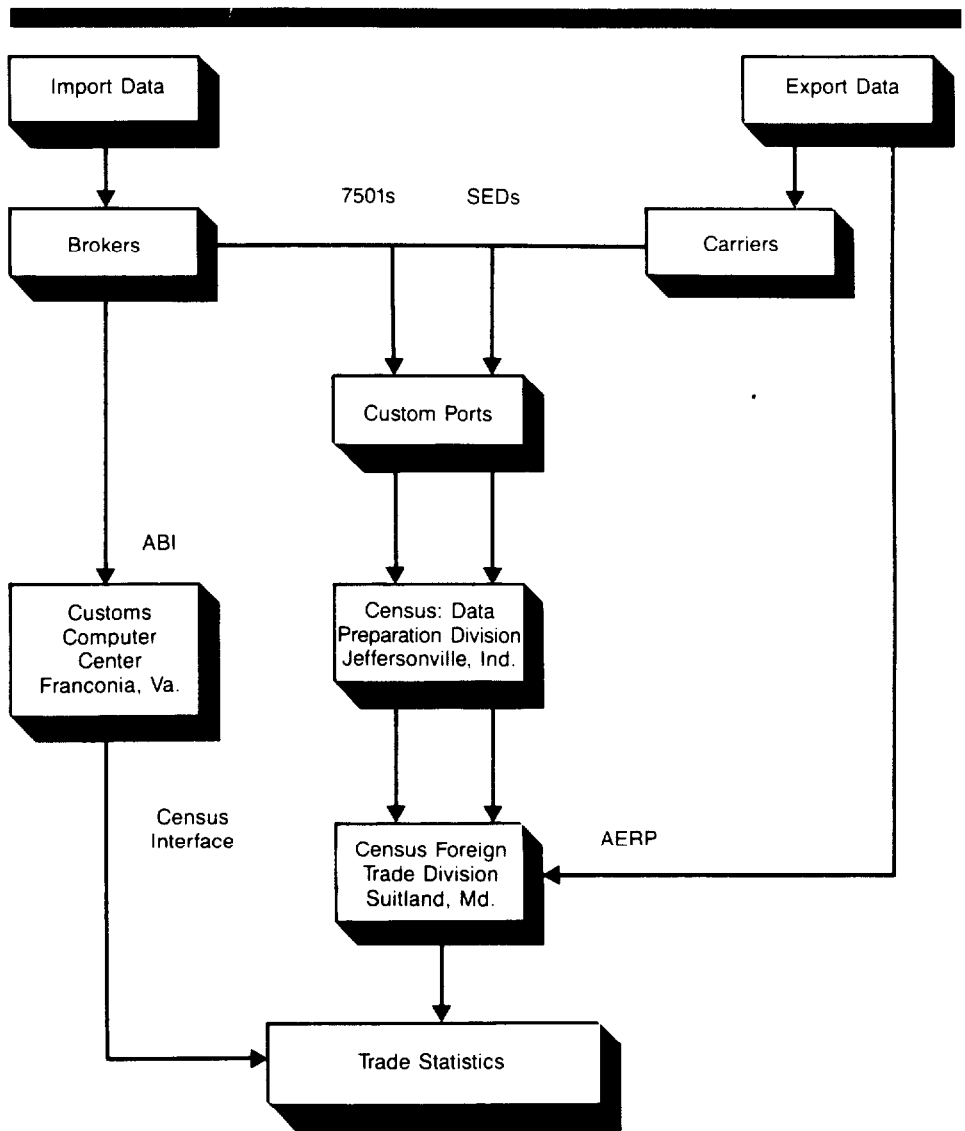 Import Data
Export Data
7501s
SEDs
Brokers
Carriers
Custom Ports
ABI
Customs
Computer
Center
Franconia, Va.
Census: Data
Preparation Division
Jeffersonville, Ind.
Census
Interface
Census Foreign
Trade Division
Suitland, Md.
AERP
Trade Statistics